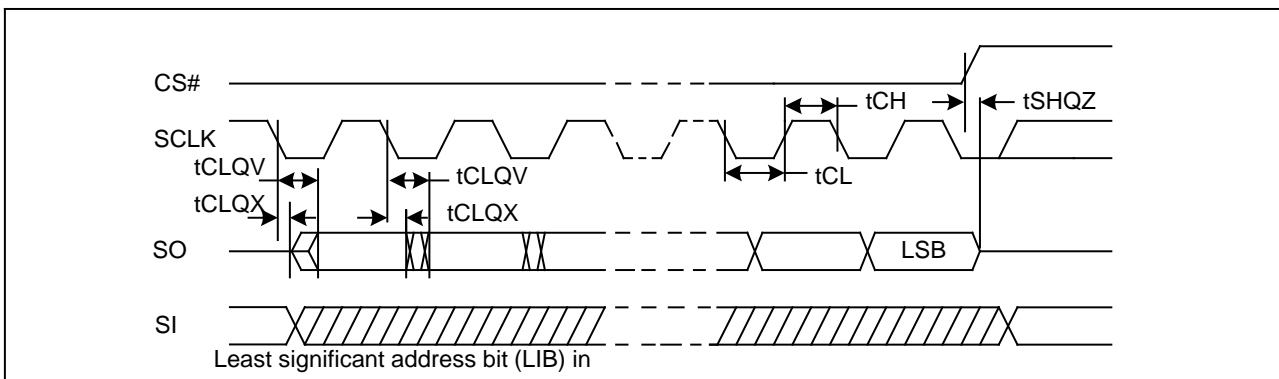 CS#
tCH
tSHQZ
SCLK
tCLQV
tCLQV
tCL
tCLQX
tCLQX
SO
LSB
SI
Least significant address bit (LIB) in